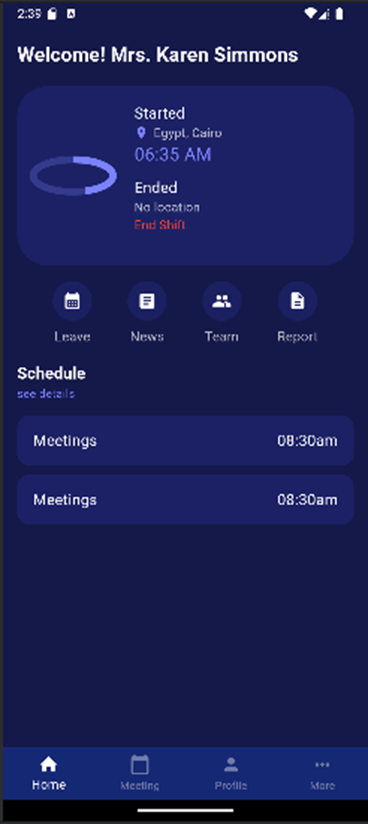 2:39
Welcome! Mrs. Karen Simmons
Started
Egypt, Cairo
06:35 AM
Ended
No location
End Shift
Leave News Team Report
Schedule
see details
Meetings 08:30am
Meetings 08:30am
Home Meeting Profile More